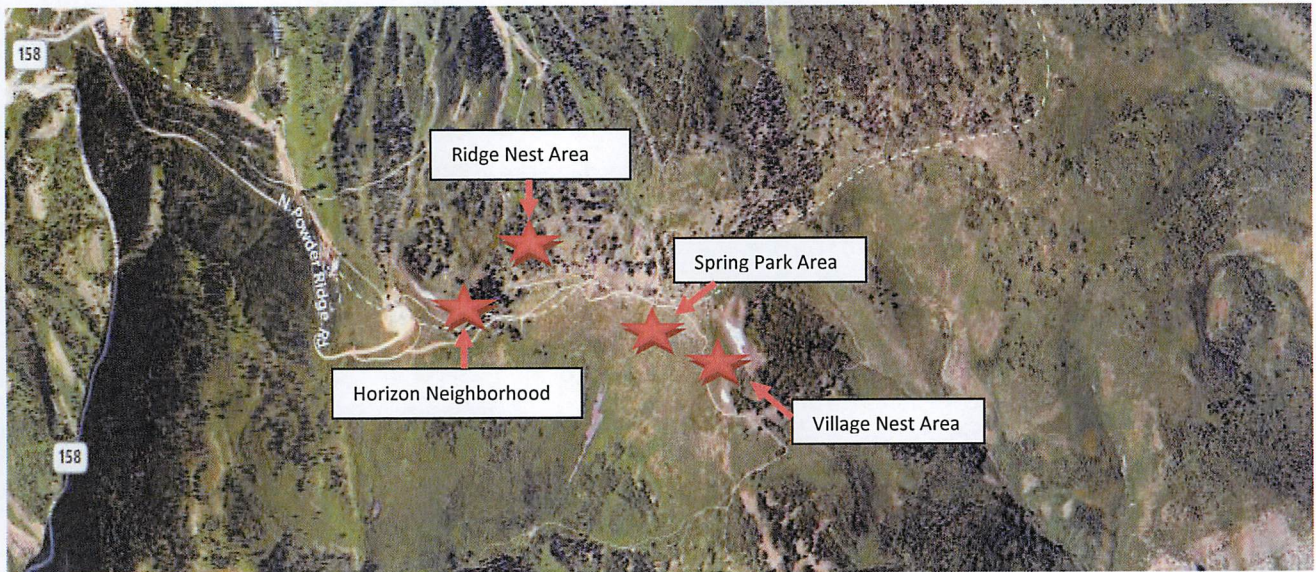 158
Ridge Nest Area
N Powder Ridge Rd
Spring Park Area
Horizon Neighborhood
Village Nest Area
158